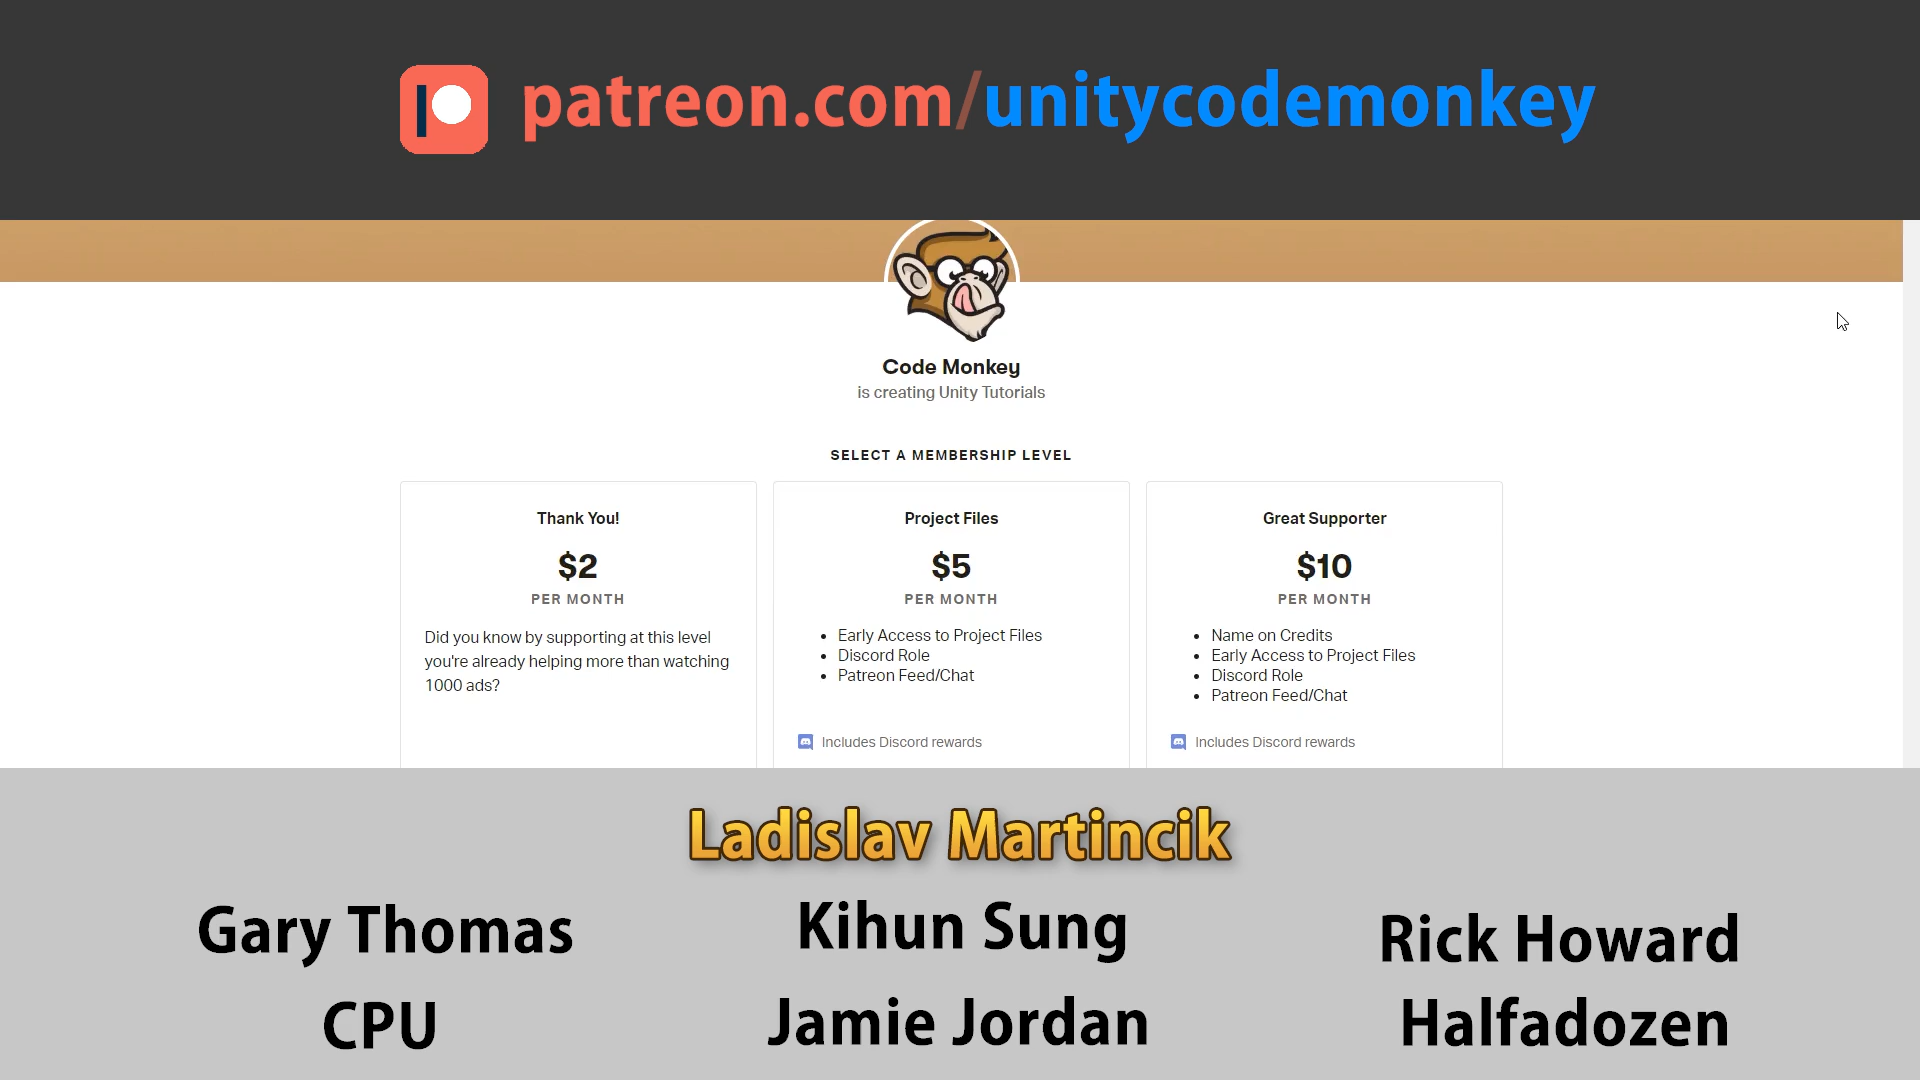 patreon.com/unitycodemonkey
Code Monkey
is creating Unity Tutorials
SELECT A MEMBERSHIP LEVEL
Thank You!
$2
PER MONTH
Did you know by supporting at this level
you're already helping more than watching
1000 ads?
Project Files
$5
PER MONTH
• Early Access to Project Files
• Discord Role
• Patreon Feed/Chat
Includes Discord rewards
Great Supporter
$10
PER MONTH
• Name on Credits
• Early Access to Project Files
• Discord Role
• Patreon Feed/Chat
Includes Discord rewards
Ladislav Martincik
Gary Thomas
Kihun Sung
Rick Howard
CPU
Jamie Jordan
Halfadozen